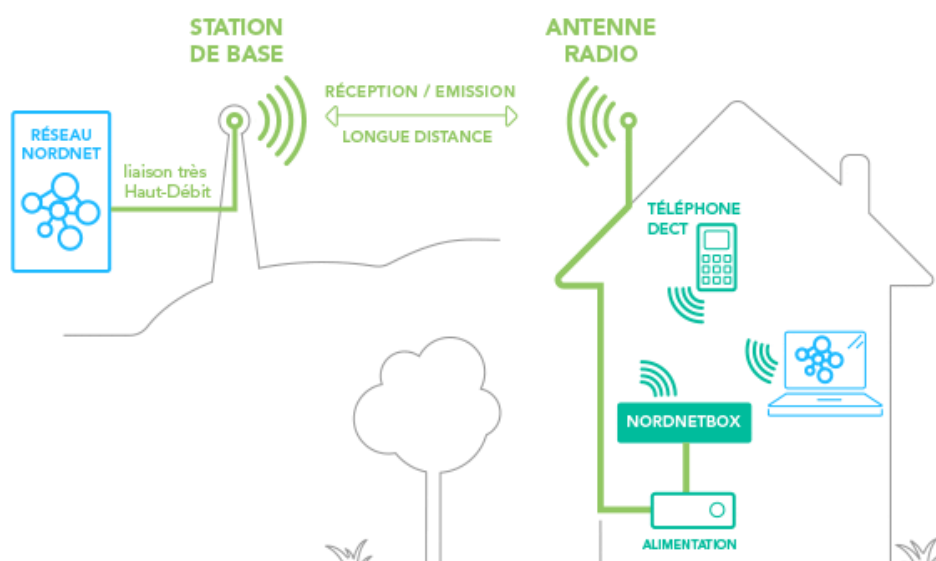 STATION
DE BASE
ANTENNE
RADIO
RÉCEPTION / EMISSION
LONGUE DISTANCE
RÉSEAU
NORDNET
liaison très
Haut-Débit
TÉLÉPHONE
DECT
NORDNETBOX
ALIMENTATION